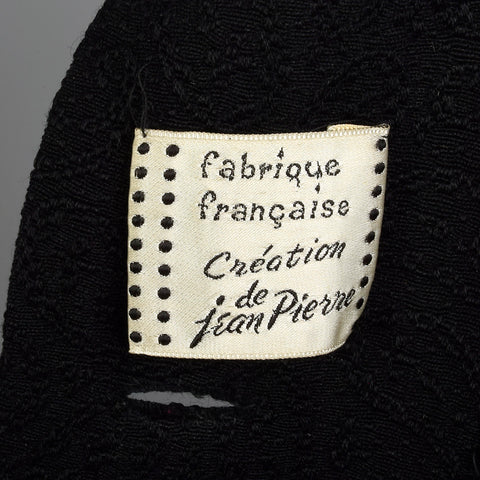 fabrique
française
Création
de
jean Pierre